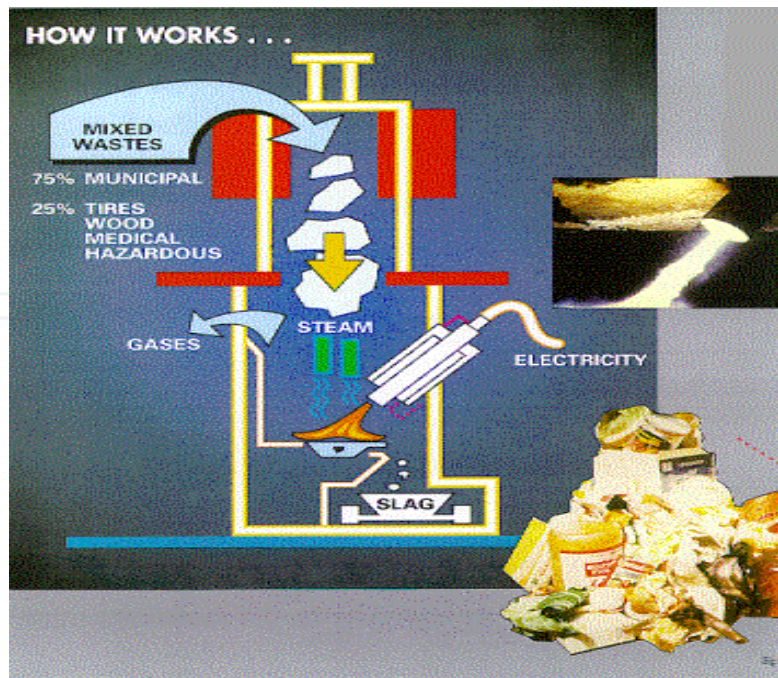 HOW IT WORKS . . .
MIXED
WASTES
75% MUNICIPAL
25% TIRES
WOOD
MEDICAL
HAZARDOUS
GASES
STEAM
ELECTRICITY
SLAG